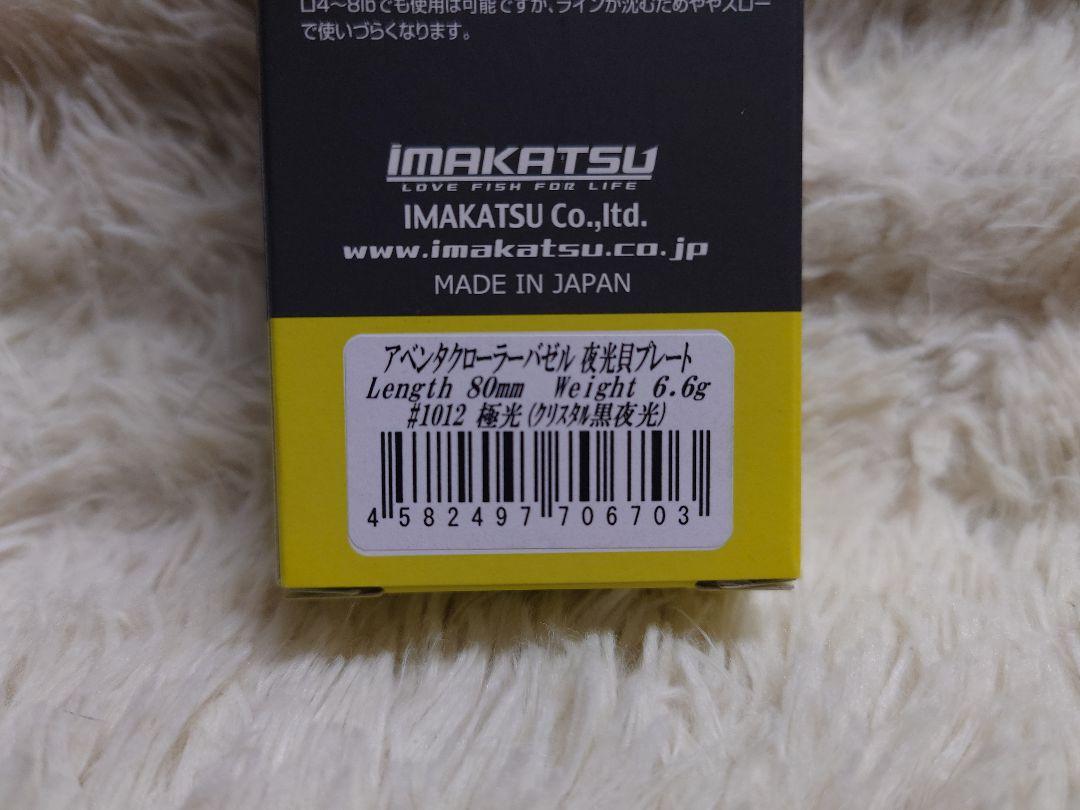 ロ4〜8lbでも使用は可能ですが、ラインが沈むためややスロー
で使いづらくなります。
iMAKATSU
LOVE FISH FOR LIFE
IMAKATSU Co.,ltd.
www.imakatsu.co.jp
MADE IN JAPAN
アベンタクローラーバゼル 夜光貝プレート
Length 80mm Weight 6.6g
#1012 極光(クリスタル黒夜光)
4582497706703